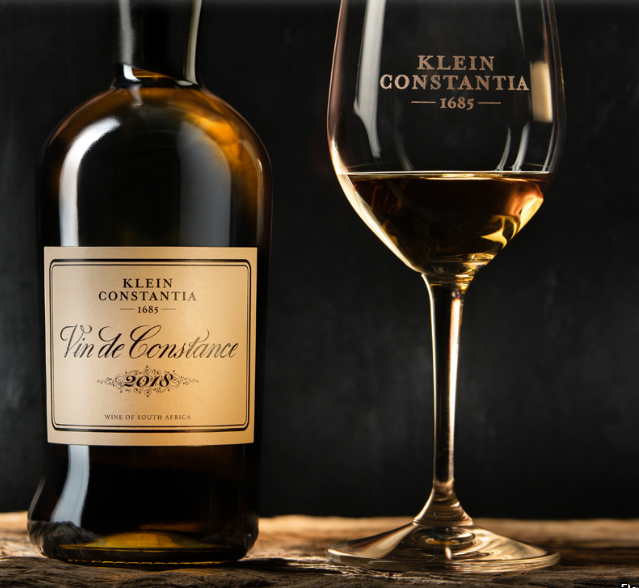 KLEIN
CONSTANTIA
1685
Vin de Constance
2018
WINE OF SOUTH AFRICA
KLEIN
CONSTANTIA
1685